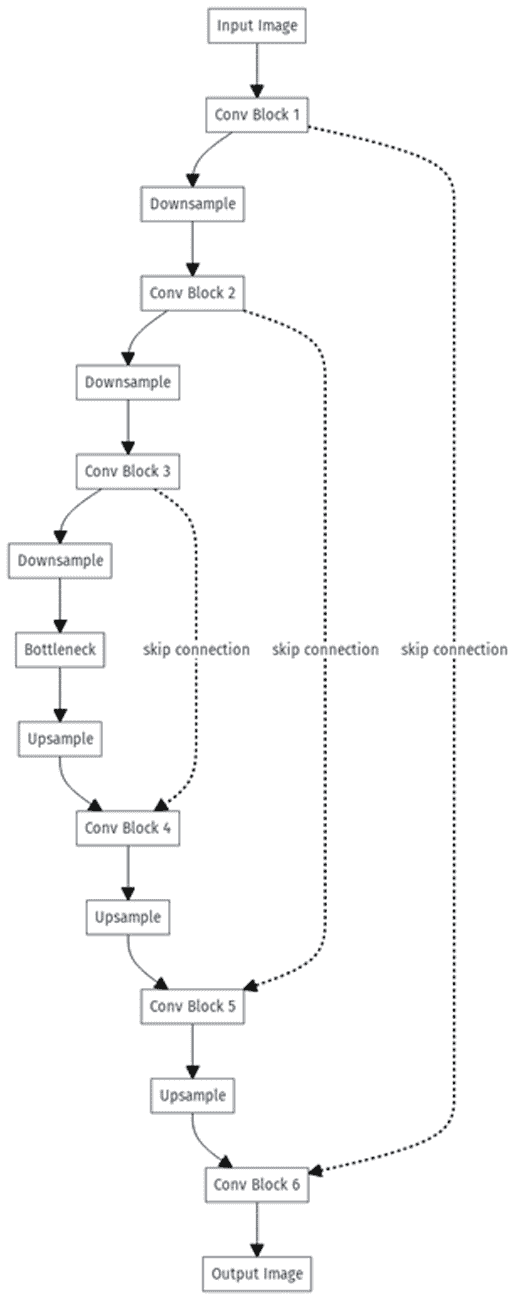 Input Image
Conv Block 1
Downsample
Conv Block 2
Downsample
Conv Block 3
Downsample
Bottleneck
skip connection
skip connection
skip connection
Upsample
Conv Block 4
Upsample
Conv Block 5
Upsample
Conv Block 6
Output Image